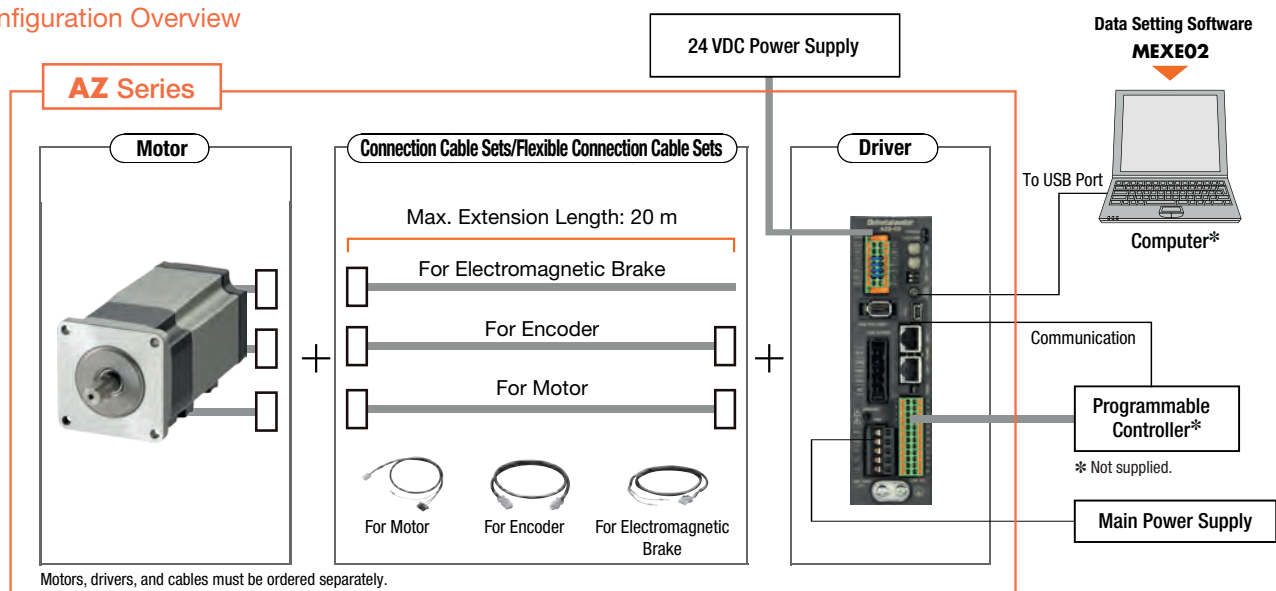 nfiguration Overview
24 VDC Power Supply
Data Setting Software
MEXE02
AZ Series
Motor
Connection Cable Sets/Flexible Connection Cable Sets
Driver
To USB Port
Max. Extension Length: 20 m
Computer*
For Electromagnetic Brake
For Encoder
Communication
For Motor
Programmable
Controller*
* Not supplied.
For Motor
For Encoder
For Electromagnetic
Brake
Main Power Supply
Motors, drivers, and cables must be ordered separately.